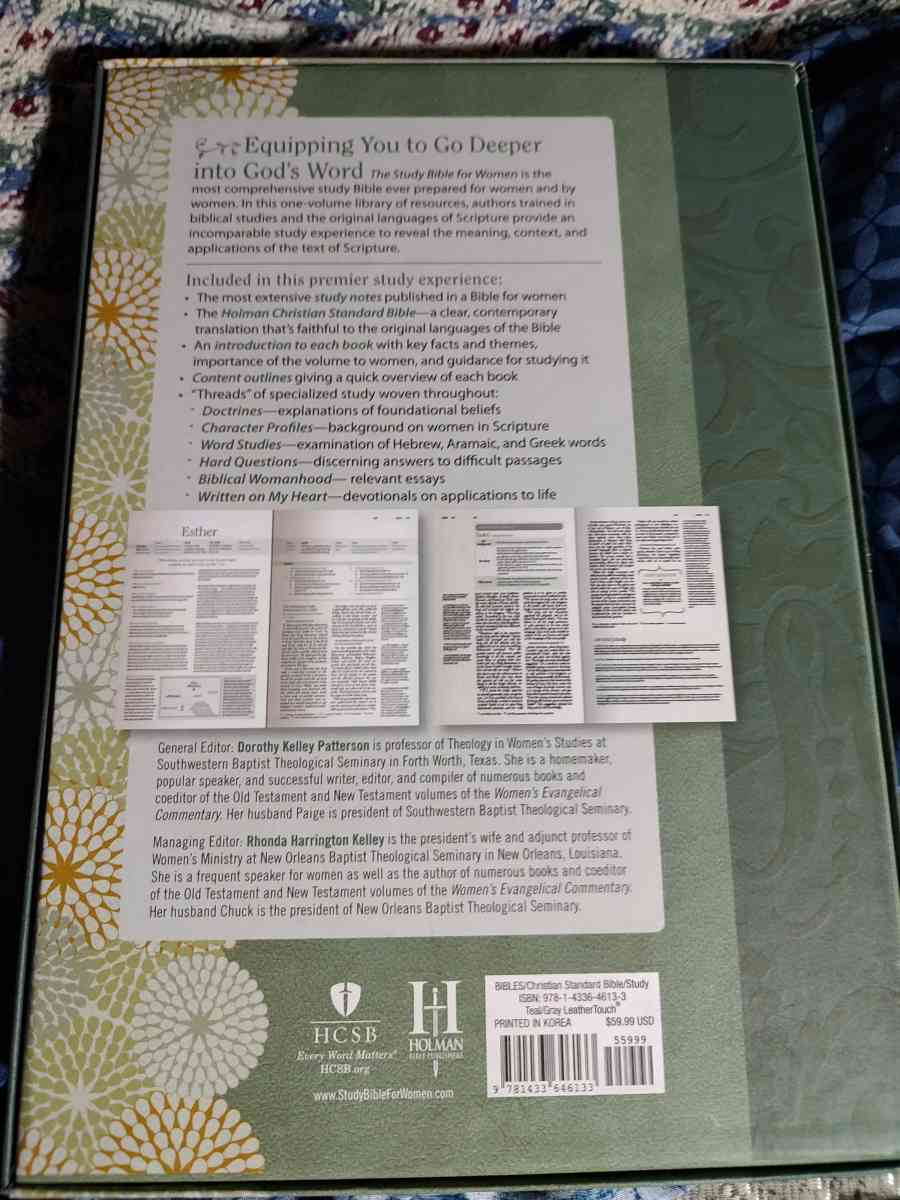 Equipping You to Go Deeper
into God's Word The Study Bible for Women is the
most comprehensive study Bible ever prepared for women and by
women. In this one-volume library of resources, authors trained in
biblical studies and the original languages of Scripture provide an
incomparable study experience to reveal the meaning, context, and
applications of the text of Scripture.
Included in this premier study experience:
• The most extensive study notes published in a Bible for women
• The Holman Christian Standard Bible—a clear, contemporary
translation that's faithful to the original languages of the Bible
• An introduction to each book with key facts and themes,
importance of the volume to women, and guidance for studying it
• Content outlines giving a quick overview of each book
• "Threads" of specialized study woven throughout:
- Doctrines—explanations of foundational beliefs
- Character Profiles—background on women in Scripture
- Word Studies—examination of Hebrew, Aramaic, and Greek words
- Hard Questions—discerning answers to difficult passages
- Biblical Womanhood— relevant essays
- Written on My Heart—devotionals on applications to life
Esther
General Editor: Dorothy Kelley Patterson is professor of Theology in Women's Studies at
Southwestern Baptist Theological Seminary in Forth Worth, Texas. She is a homemaker,
popular speaker, and successful writer, editor, and compiler of numerous books and
coeditor of the Old Testament and New Testament volumes of the Women's Evangelical
Commentary. Her husband Paige is president of Southwestern Baptist Theological Seminary.
Managing Editor: Rhonda Harrington Kelley is the president's wife and adjunct professor of
Women's Ministry at New Orleans Baptist Theological Seminary in New Orleans, Louisiana.
She is a frequent speaker for women as well as the author of numerous books and coeditor
of the Old Testament and New Testament volumes of the Women's Evangelical Commentary.
Her husband Chuck is the president of New Orleans Baptist Theological Seminary.
HCSB
Every Word Matters®
HCSB.org
H
HOLMAN
BIBLE PUBLISHERS
www.StudyBibleForWomen.com
BIBLES/Christian Standard Bible/Study
ISBN: 978-1-4336-4613-3
Teal/Gray LeatherTouch®
PRINTED IN KOREA $59.99 USD
55999
9 781433 646133